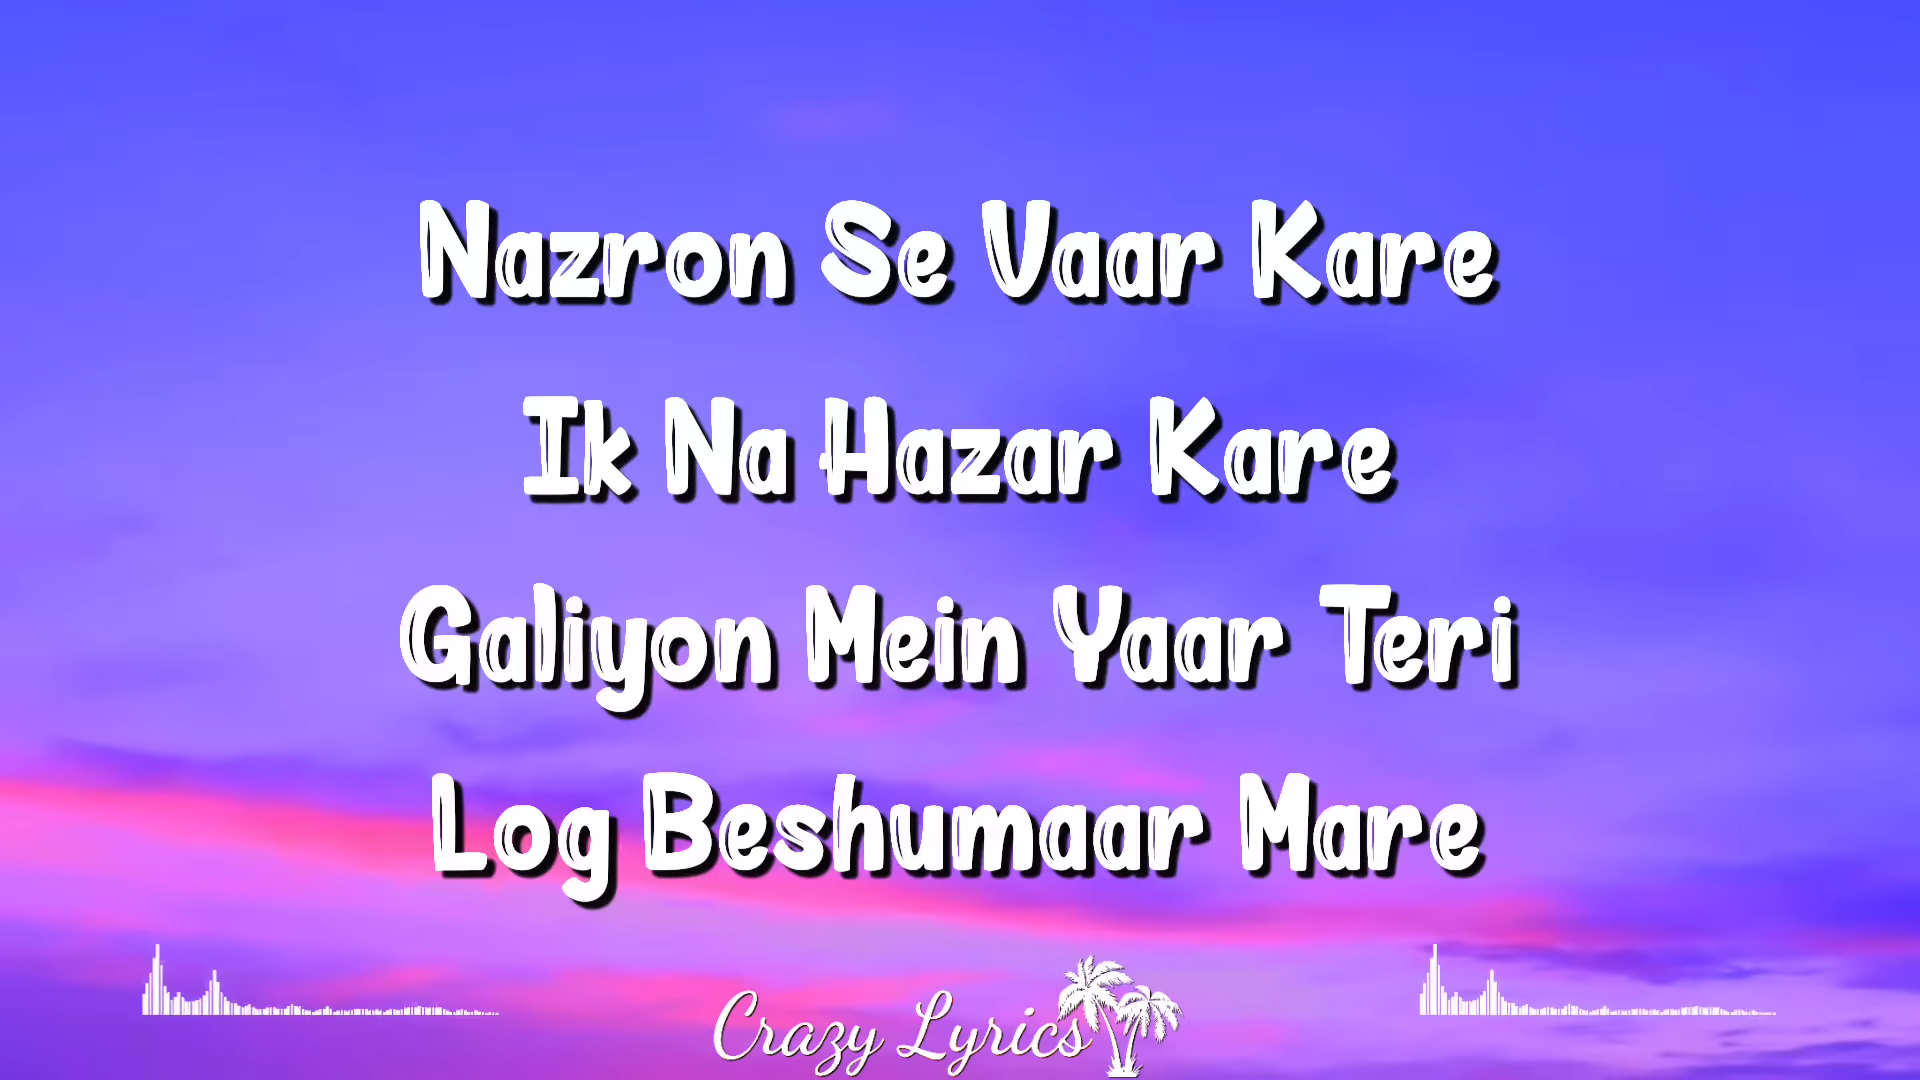 Nazron Se Vaar Kare
Ik Na Hazar Kare
Galiyon Mein Yaar Teri
Log Beshumaar Mare
Crazy Lyrics